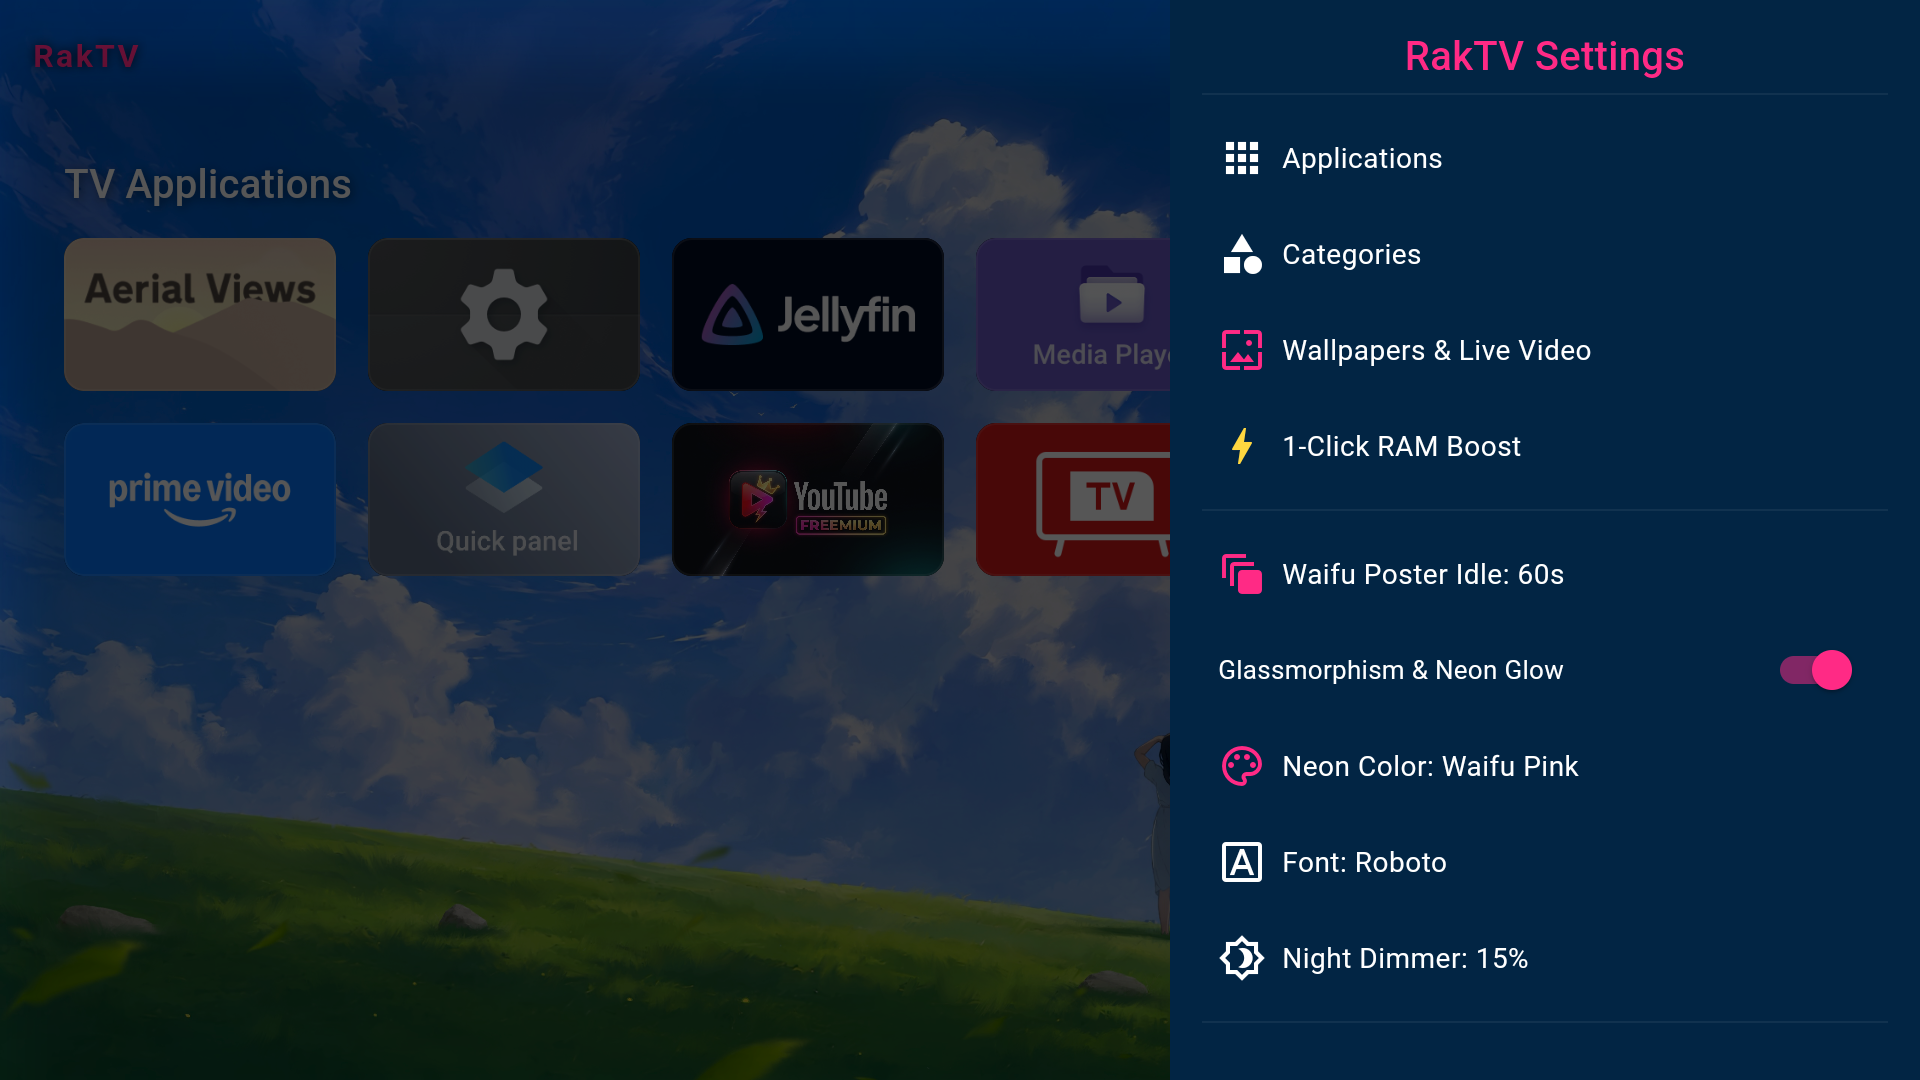 RakTV
TV Applications
Aerial Views
Jellyfin
Media Playe
prime video
Quick panel
YouTube
FREEMIUM
TV
RakTV Settings
Applications
Categories
Wallpapers & Live Video
1-Click RAM Boost
Waifu Poster Idle: 60s
Glassmorphism & Neon Glow
Neon Color: Waifu Pink
A
Font: Roboto
Night Dimmer: 15%